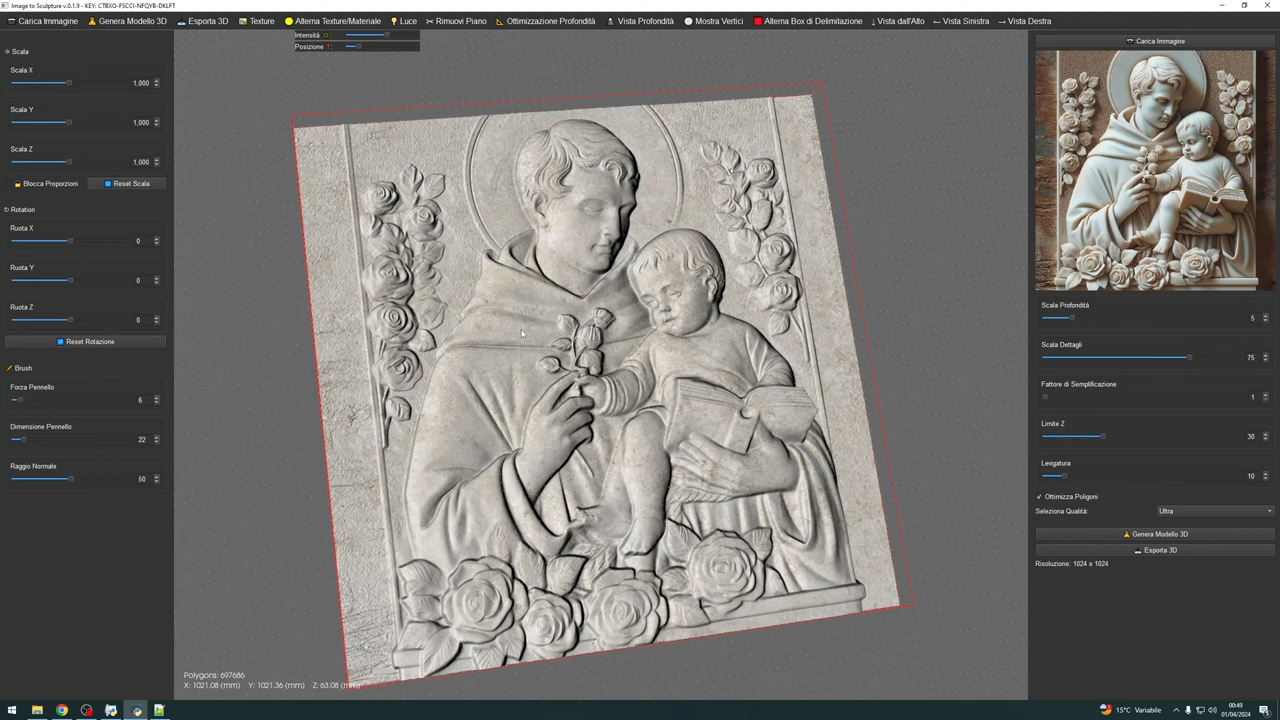 Image to Sculpture v.0.1.9 - KEY: CTBXO-FSCCI-NFQYB-DKLFT
Carica Immagine Genera Modello 3D Esporta 3D Texture Alterna Texture/Materiale Luce Rimuovi Piano Ottimizzazione Profondità Vista Profondità Mostra Vertici Alterna Box di Delimitazione ↓ Vista dall'Alto ← Vista Sinistra → Vista Destra
Intensità
Posizione
Scala
Scala X
1,000
Scala Y
1,000
Scala Z
1,000
Blocca Proporzioni Reset Scala
Rotation
Ruota X
0
Ruota Y
0
Ruota Z
0
Reset Rotazione
Brush
Forza Pennello
6
Dimensione Pennello
22
Raggio Normale
50
Polygons: 697686
X: 1021.08 (mm) Y: 1021.36 (mm) Z: 63.08 (mm)
Carica Immagine
Scala Profondità
5
Scala Dettagli
75
Fattore di Semplificazione
1
Limite Z
30
Levigatura
10
✓ Ottimizza Poligoni
Seleziona Qualità: Ultra
Genera Modello 3D
Esporta 3D
Risoluzione: 1024 x 1024
15°C Variabile
00:49
01/04/2024